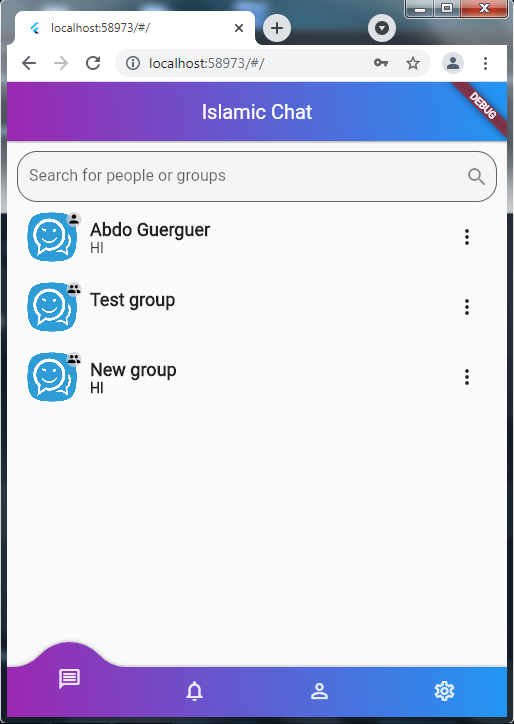 localhost:58973/#/
localhost:58973/#/
Islamic Chat
DEBUG
Search for people or groups
Abdo Guerguer
HI
Test group
New group
HI